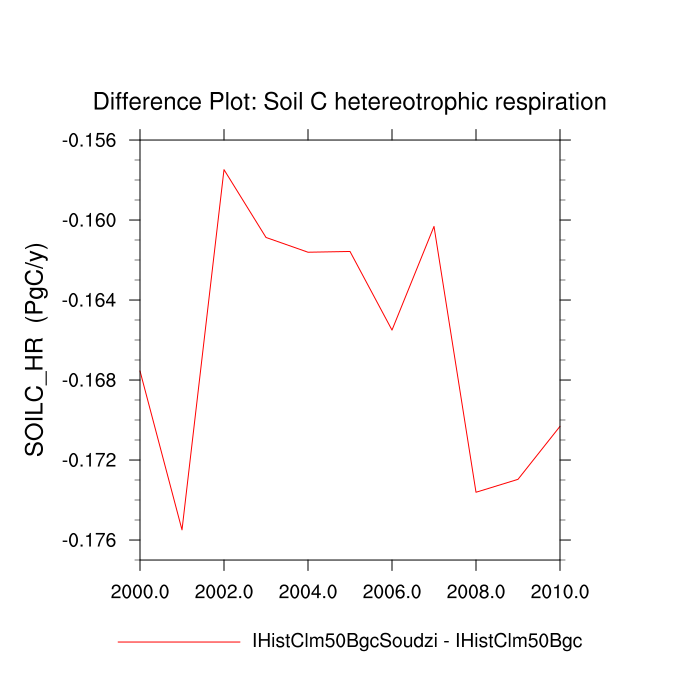 Difference Plot: Soil C hetereotrophic respiration
-0.156
-0.160
-0.164
-0.168
-0.172
-0.176
SOILC_HR (PgC/y)
2000.0 2002.0 2004.0 2006.0 2008.0 2010.0
IHistClm50BgcSoudzi - IHistClm50Bgc